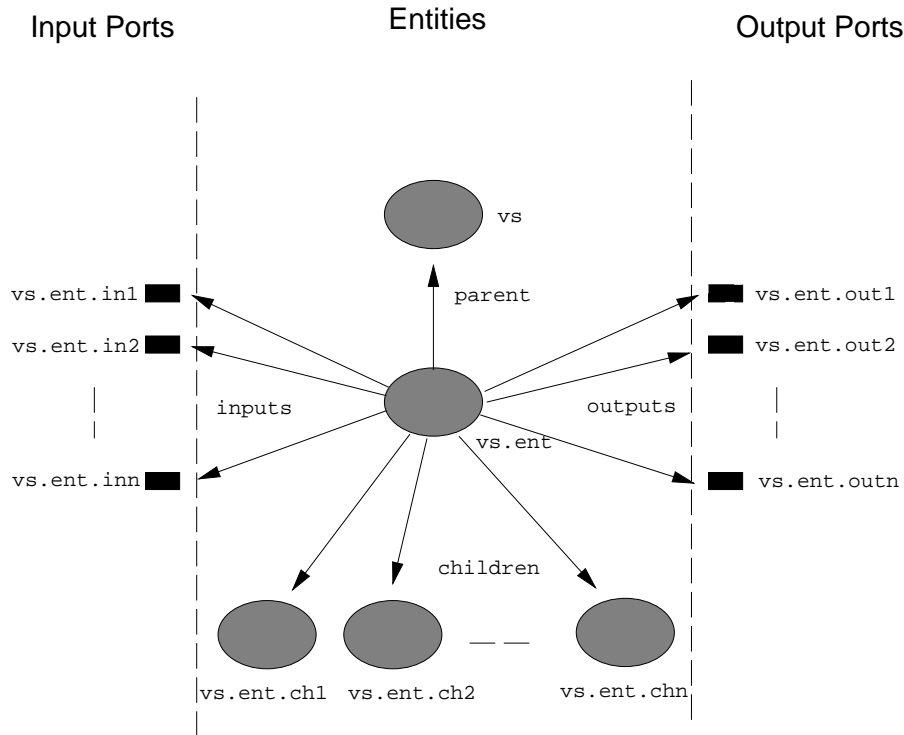 Input Ports
Entities
Output Ports
vs
vs.ent.in1
parent
vs.ent.out1
vs.ent.in2
vs.ent.out2
inputs
outputs
vs.ent
vs.ent.inn
vs.ent.outn
children
vs.ent.ch1
vs.ent.ch2
vs.ent.chn